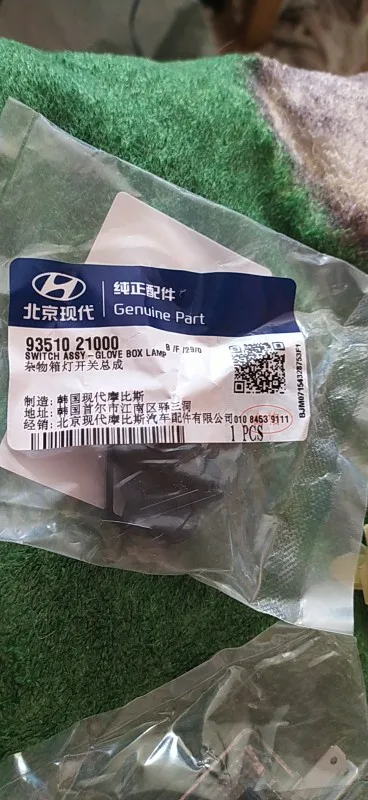 北京现代
纯正配件
Genuine Part
93510 21000
SWITCH ASSY-GLOVE BOX LAMP
杂物箱灯开关总成
制造: 韩国现代摩比斯
地址: 韩国首尔市江南区驿三洞
经销: 北京现代摩比斯汽车配件有限公司 010 8453 9111
1 PCS